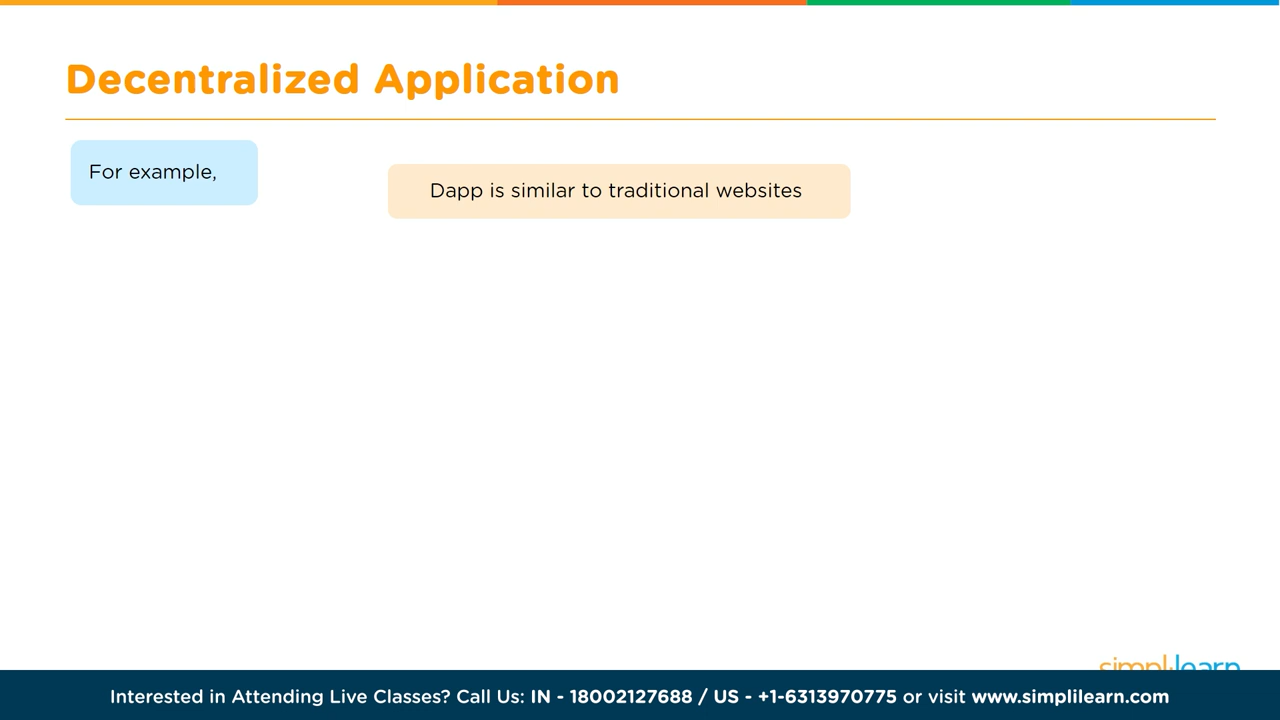 Decentralized Application
For example,
Dapp is similar to traditional websites
simplilearn
Interested in Attending Live Classes? Call Us: IN - 18002127688 / US - +1-6313970775 or visit www.simplilearn.com